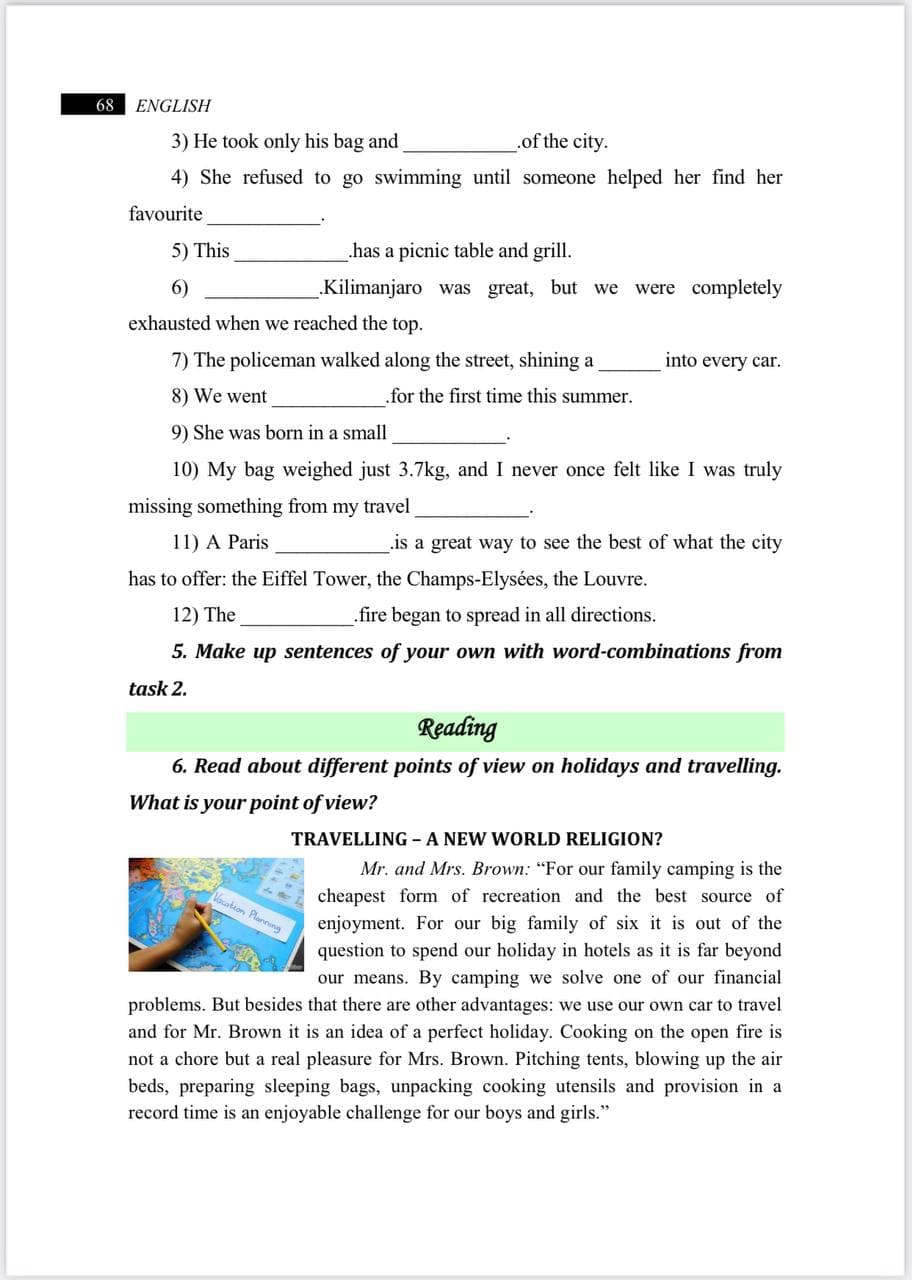 68 ENGLISH
3) He took only his bag and ___________.of the city.
4) She refused to go swimming until someone helped her find her
favourite ___________.
5) This ___________.has a picnic table and grill.
6) ___________.Kilimanjaro was great, but we were completely
exhausted when we reached the top.
7) The policeman walked along the street, shining a ______ into every car.
8) We went ___________.for the first time this summer.
9) She was born in a small ___________.
10) My bag weighed just 3.7kg, and I never once felt like I was truly
missing something from my travel ___________.
11) A Paris ___________.is a great way to see the best of what the city
has to offer: the Eiffel Tower, the Champs-Elysées, the Louvre.
12) The ___________.fire began to spread in all directions.
5. Make up sentences of your own with word-combinations from
task 2.
Reading
6. Read about different points of view on holidays and travelling.
What is your point of view?
TRAVELLING – A NEW WORLD RELIGION?
Vacation Planning
Mr. and Mrs. Brown: “For our family camping is the
cheapest form of recreation and the best source of
enjoyment. For our big family of six it is out of the
question to spend our holiday in hotels as it is far beyond
our means. By camping we solve one of our financial
problems. But besides that there are other advantages: we use our own car to travel
and for Mr. Brown it is an idea of a perfect holiday. Cooking on the open fire is
not a chore but a real pleasure for Mrs. Brown. Pitching tents, blowing up the air
beds, preparing sleeping bags, unpacking cooking utensils and provision in a
record time is an enjoyable challenge for our boys and girls.”